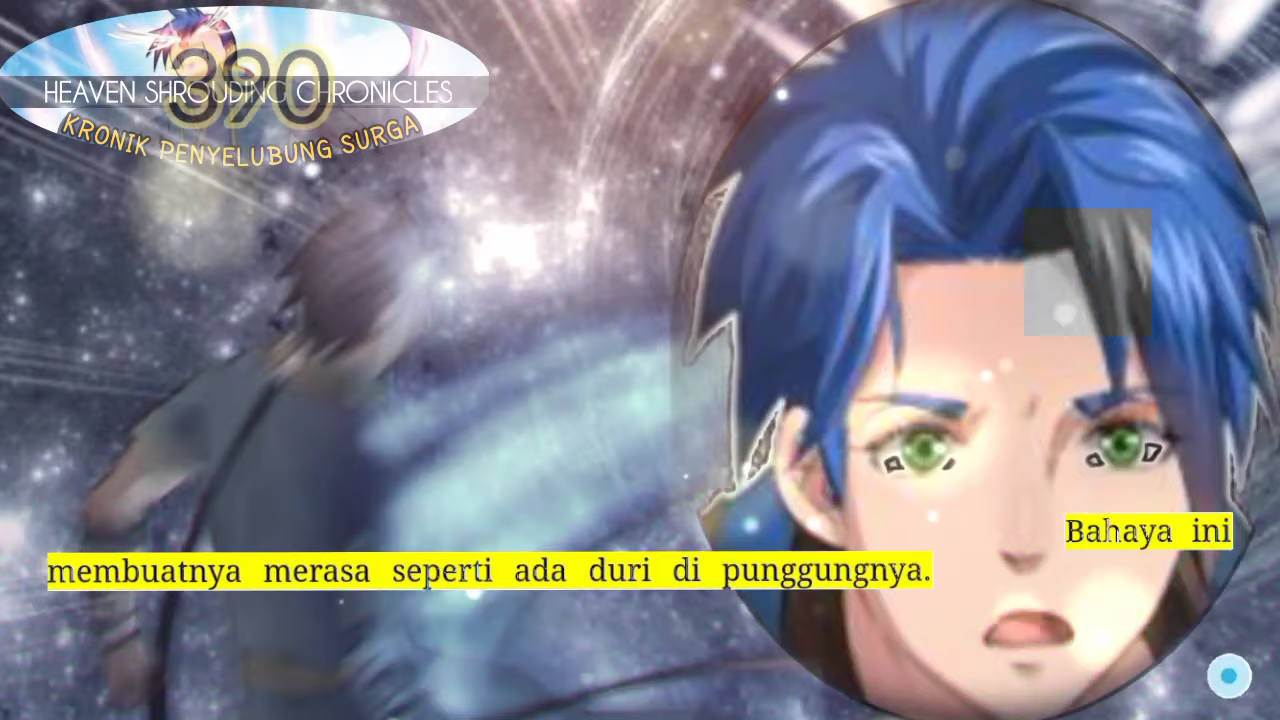 390
HEAVEN SHROUDING CHRONICLES
KRONIK PENYELUBUNG SURGA
Bahaya ini
membuatnya merasa seperti ada duri di punggungnya.